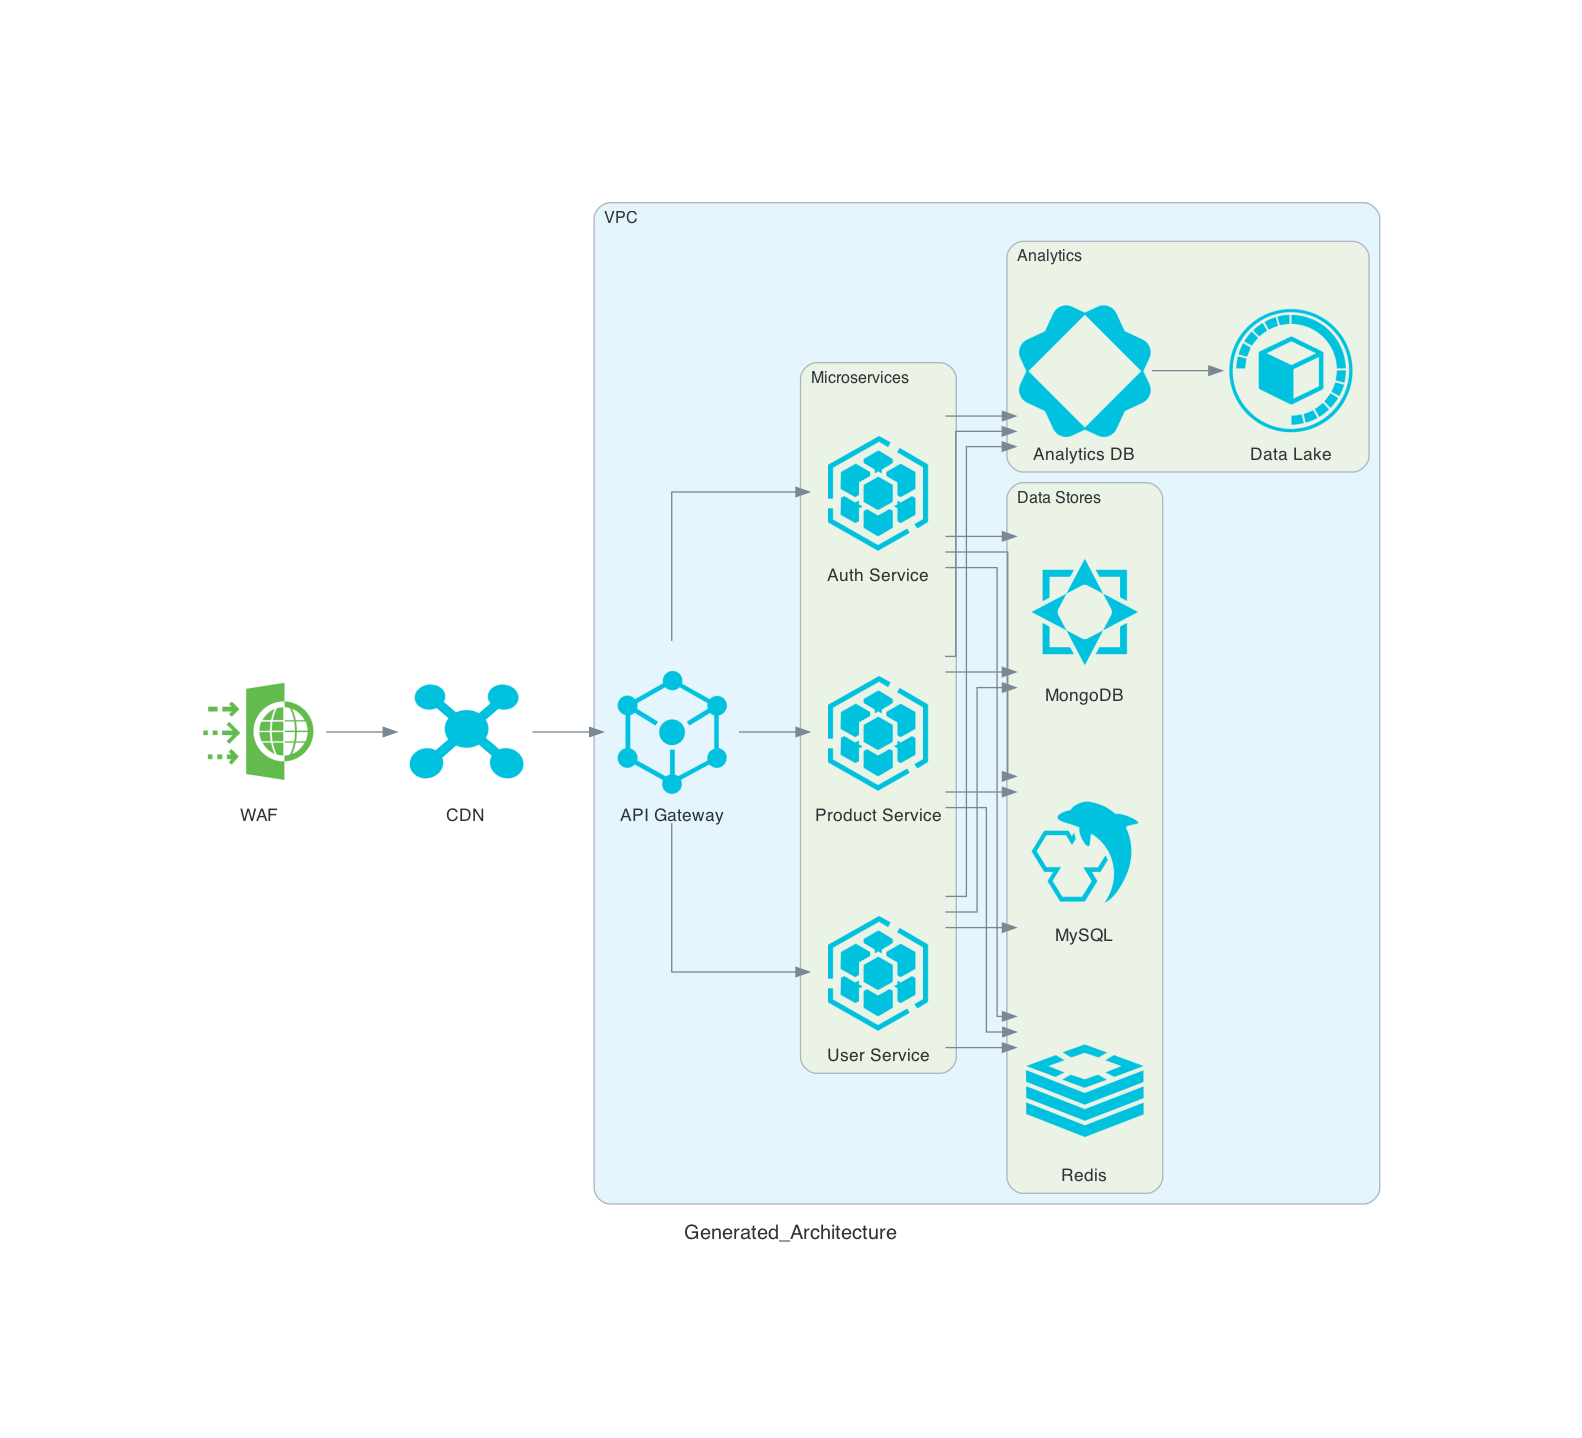 VPC
Analytics
Analytics DB
Data Lake
Microservices
Data Stores
Auth Service
MongoDB
WAF
CDN
API Gateway
Product Service
MySQL
User Service
Redis
Generated_Architecture